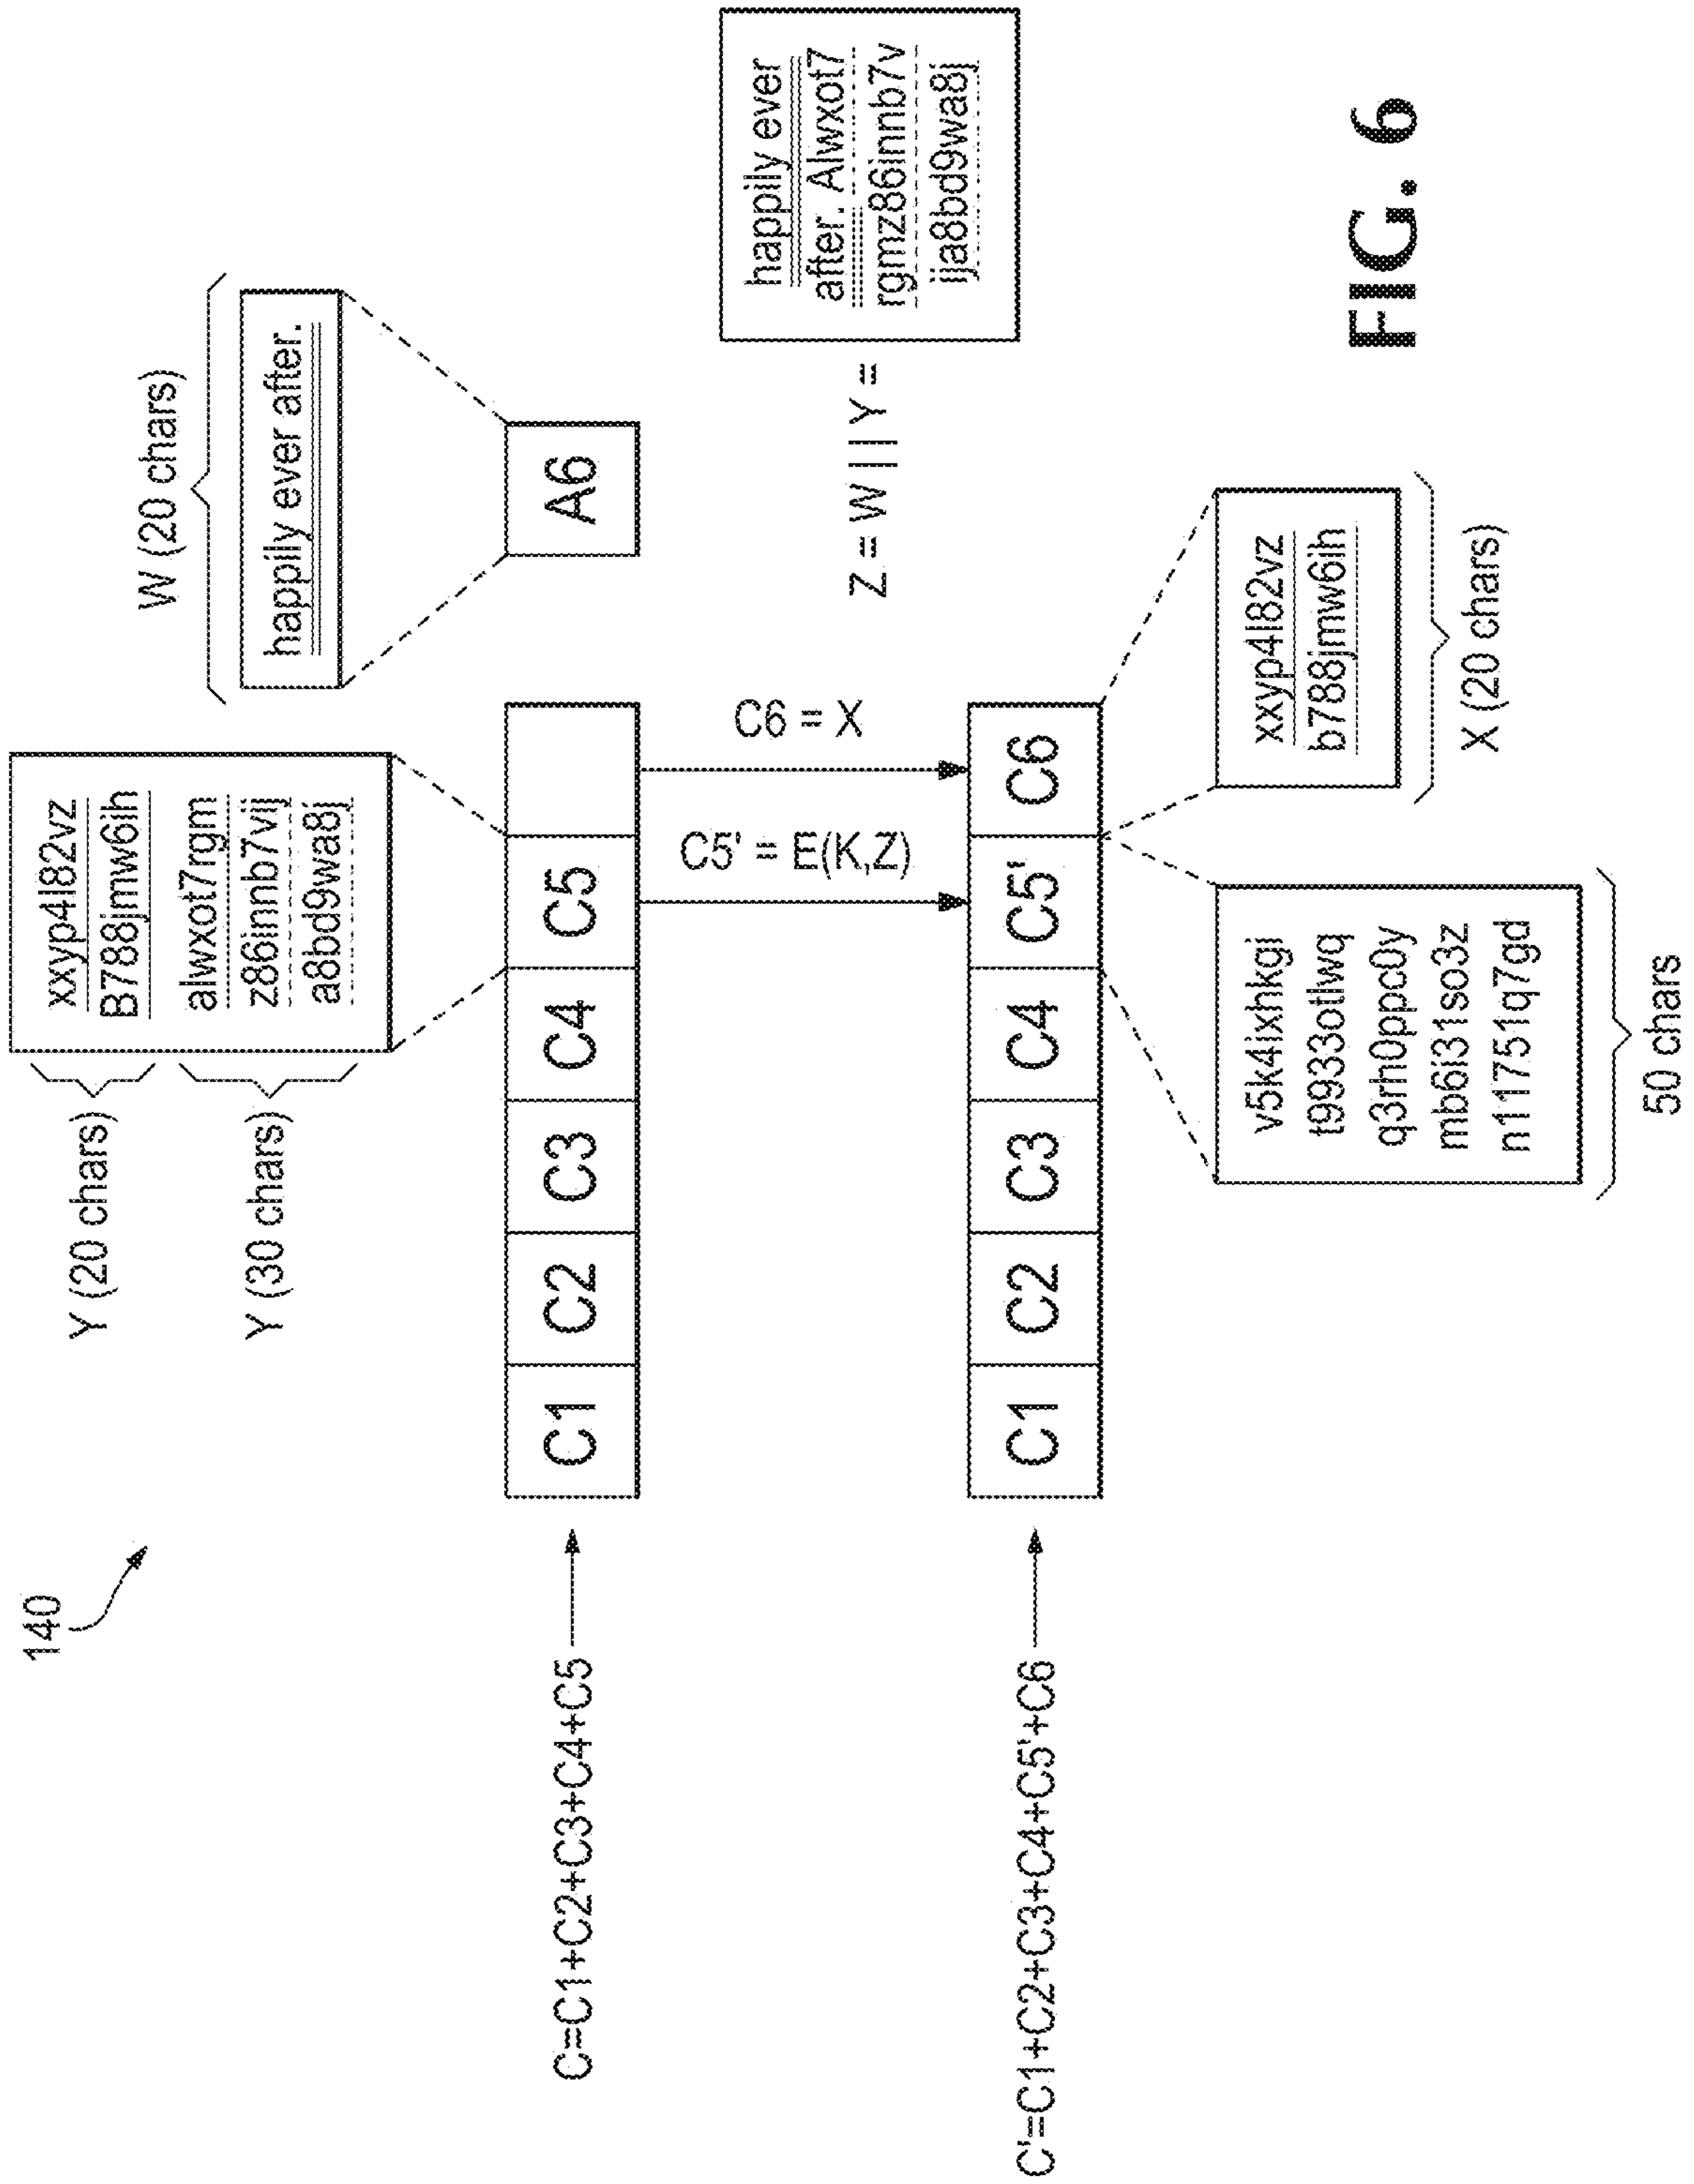 140
Y (20 chars)
Y (30 chars)
xxyp4l82vz
B788jmw6ih
alwxot7rgm
z86innb7vij
a8bd9wa8j
W (20 chars)
happily ever after.
C=C1+C2+C3+C4+C5
C1 C2 C3 C4 C5
A6
C5' = E(K,Z)
C6 = X
Z = W || Y =
happily ever
after. Alwxot7
rgmz86innb7v
ija8bd9wa8j
C'=C1+C2+C3+C4+C5'+C6
C1 C2 C3 C4 C5' C6
v5k4ixhkgi
t9933otlwq
q3rh0ppc0y
mb6i31so3z
n11751q7gd
50 chars
xxyp4l82vz
b788jmw6ih
X (20 chars)
FIG. 6